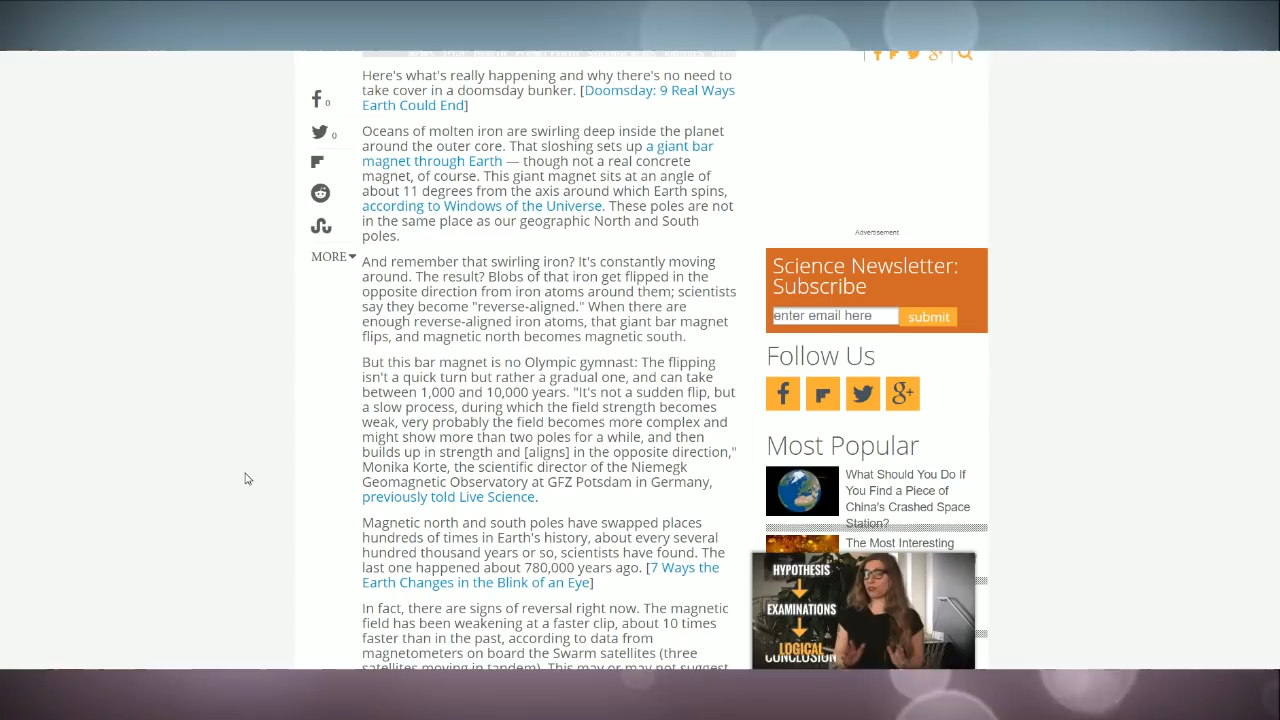 Here's what's really happening and why there's no need to
take cover in a doomsday bunker. [Doomsday: 9 Real Ways
Earth Could End]
Oceans of molten iron are swirling deep inside the planet
around the outer core. That sloshing sets up a giant bar
magnet through Earth — though not a real concrete
magnet, of course. This giant magnet sits at an angle of
about 11 degrees from the axis around which Earth spins,
according to Windows of the Universe. These poles are not
in the same place as our geographic North and South
poles.
And remember that swirling iron? It's constantly moving
around. The result? Blobs of that iron get flipped in the
opposite direction from iron atoms around them; scientists
say they become "reverse-aligned." When there are
enough reverse-aligned iron atoms, that giant bar magnet
flips, and magnetic north becomes magnetic south.
But this bar magnet is no Olympic gymnast: The flipping
isn't a quick turn but rather a gradual one, and can take
between 1,000 and 10,000 years. "It's not a sudden flip, but
a slow process, during which the field strength becomes
weak, very probably the field becomes more complex and
might show more than two poles for a while, and then
builds up in strength and [aligns] in the opposite direction,"
Monika Korte, the scientific director of the Niemegk
Geomagnetic Observatory at GFZ Potsdam in Germany,
previously told Live Science.
Magnetic north and south poles have swapped places
hundreds of times in Earth's history, about every several
hundred thousand years or so, scientists have found. The
last one happened about 780,000 years ago. [7 Ways the
Earth Changes in the Blink of an Eye]
In fact, there are signs of reversal right now. The magnetic
field has been weakening at a faster clip, about 10 times
faster than in the past, according to data from
magnetometers on board the Swarm satellites (three
satellites moving in tandem). This may or may not suggest
0
0
MORE
Advertisement
Science Newsletter:
Subscribe
enter email here
submit
Follow Us
g+
Most Popular
What Should You Do If
You Find a Piece of
China's Crashed Space
Station?
The Most Interesting
HYPOTHESIS
EXAMINATIONS
LOGICAL
CONCLUSION